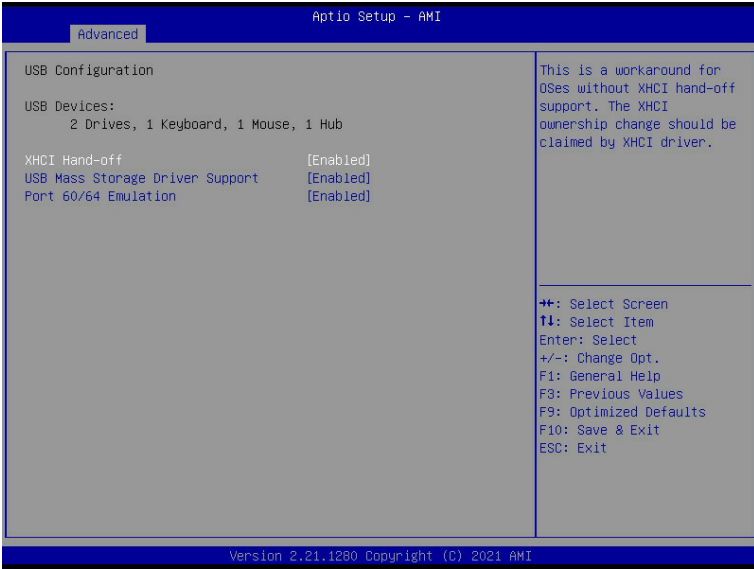 Aptio Setup – AMI
Advanced
USB Configuration
USB Devices:
2 Drives, 1 Keyboard, 1 Mouse, 1 Hub
XHCI Hand-off [Enabled]
USB Mass Storage Driver Support [Enabled]
Port 60/64 Emulation [Enabled]
This is a workaround for
OSes without XHCI hand-off
support. The XHCI
ownership change should be
claimed by XHCI driver.
→←: Select Screen
↑↓: Select Item
Enter: Select
+/-: Change Opt.
F1: General Help
F3: Previous Values
F9: Optimized Defaults
F10: Save & Exit
ESC: Exit
Version 2.21.1280 Copyright (C) 2021 AMI